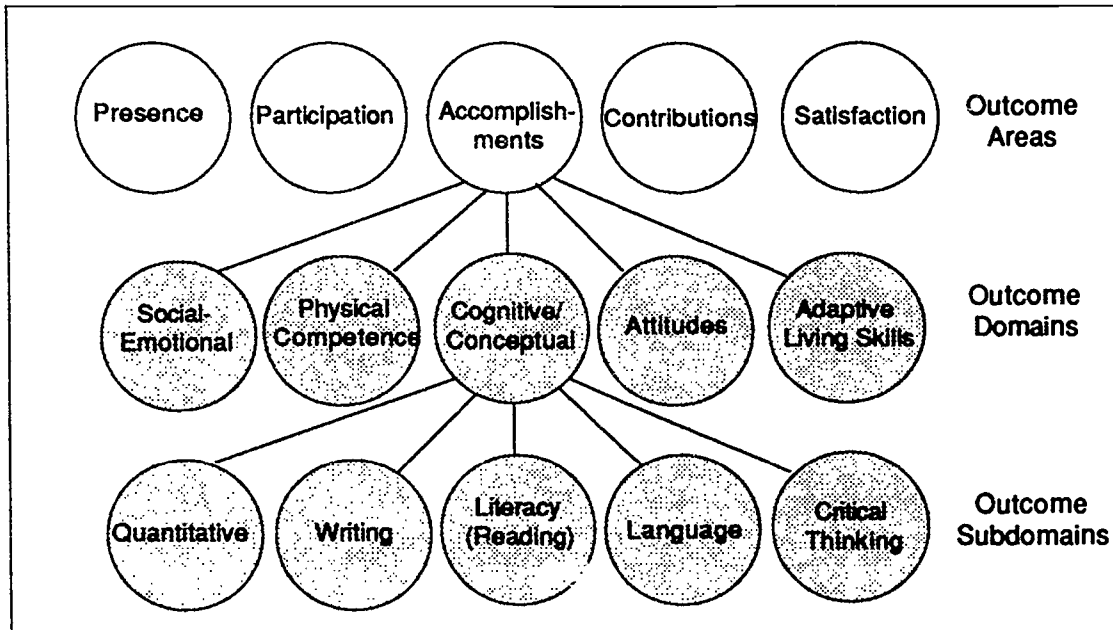 Presence
Participation
Accomplish-
ments
Contributions
Satisfaction
Outcome
Areas
Social-
Emotional
Physical
Competence
Cognitive/
Conceptual
Attitudes
Adaptive
Living Skills
Outcome
Domains
Quantitative
Writing
Literacy
(Reading)
Language
Critical
Thinking
Outcome
Subdomains